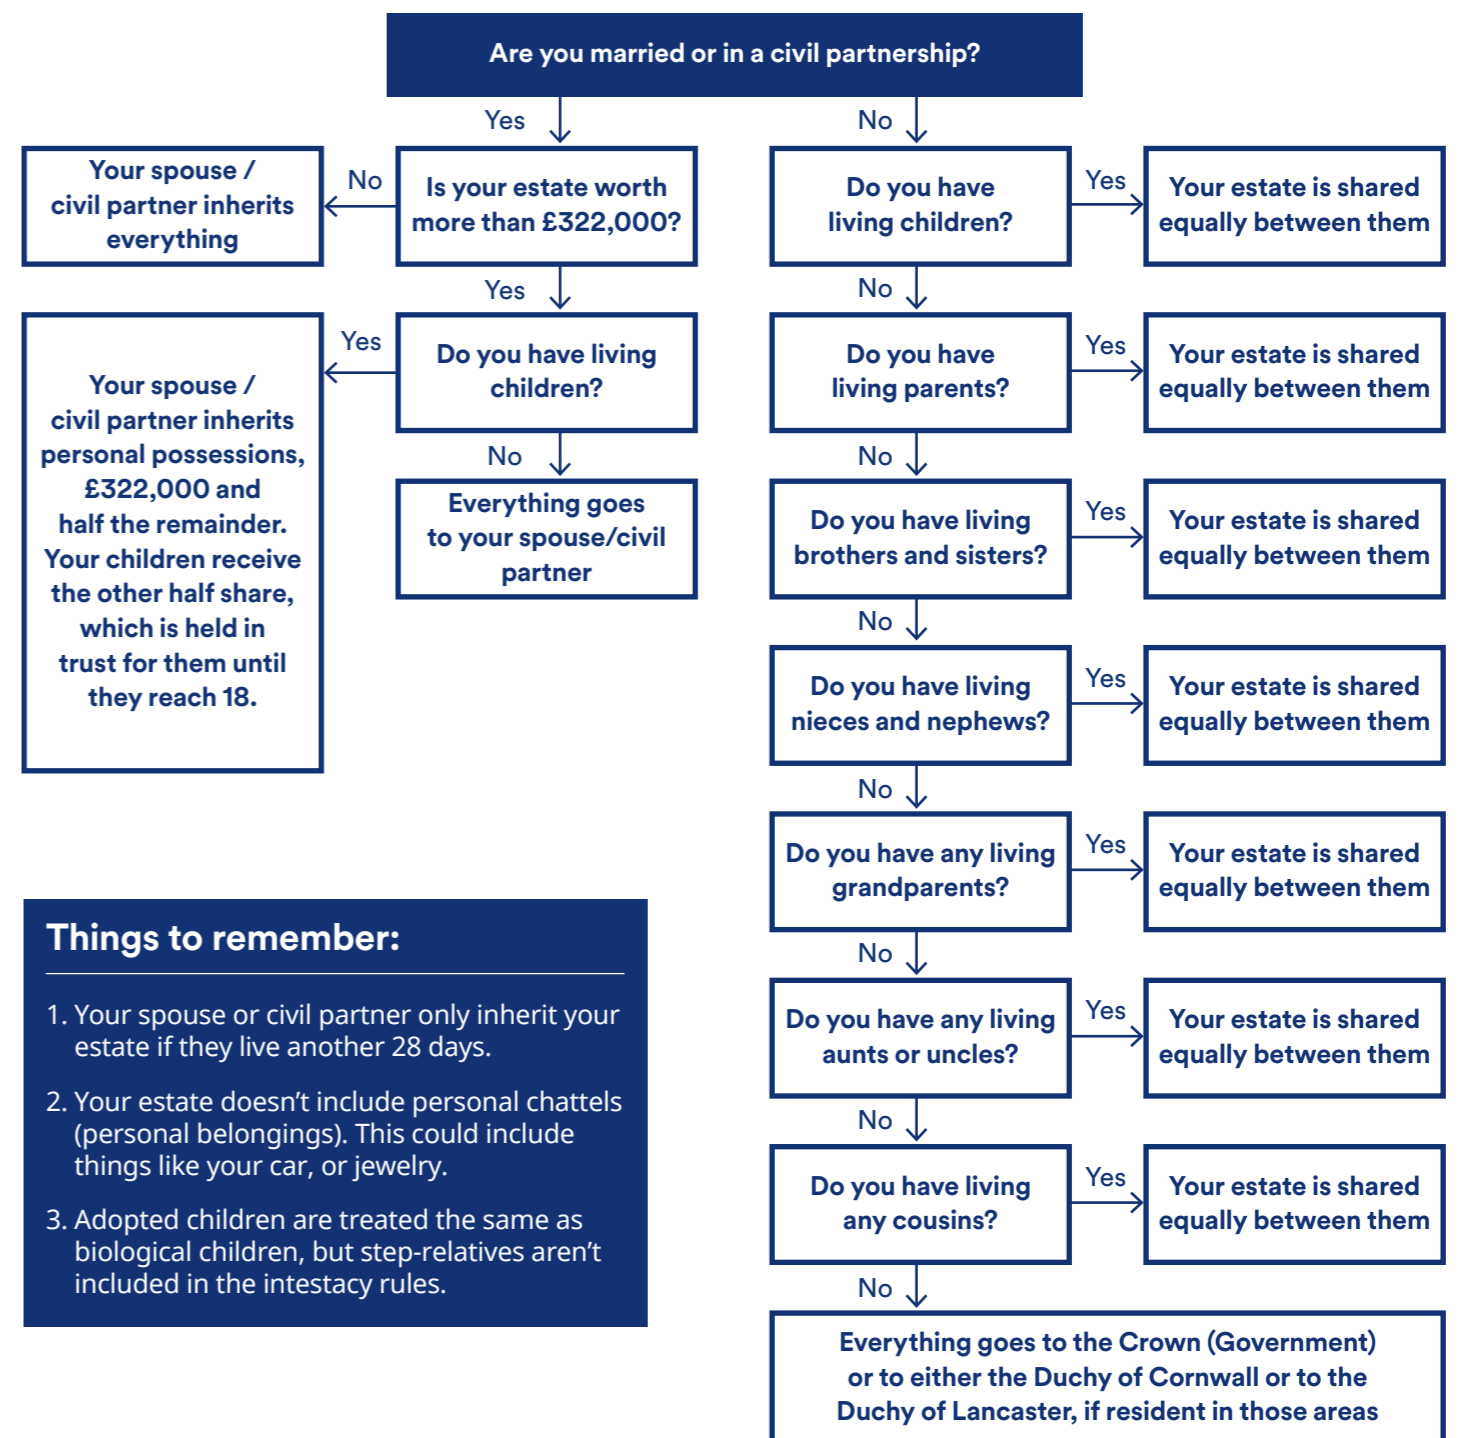 Are you married or in a civil partnership?
Yes
No
Your spouse /
civil partner inherits
everything
No
Is your estate worth
more than £322,000?
Do you have
living children?
Yes
Your estate is shared
equally between them
Yes
No
Your spouse /
civil partner inherits
personal possessions,
£322,000 and
half the remainder.
Your children receive
the other half share,
which is held in
trust for them until
they reach 18.
Yes
Do you have living
children?
Do you have
living parents?
Yes
Your estate is shared
equally between them
No
No
Everything goes
to your spouse/civil
partner
Do you have living
brothers and sisters?
Yes
Your estate is shared
equally between them
No
Do you have living
nieces and nephews?
Yes
Your estate is shared
equally between them
No
Do you have any living
grandparents?
Yes
Your estate is shared
equally between them
No
Do you have any living
aunts or uncles?
Yes
Your estate is shared
equally between them
No
Do you have living
any cousins?
Yes
Your estate is shared
equally between them
No
Everything goes to the Crown (Government)
or to either the Duchy of Cornwall or to the
Duchy of Lancaster, if resident in those areas
Things to remember:
1. Your spouse or civil partner only inherit your
estate if they live another 28 days.
2. Your estate doesn't include personal chattels
(personal belongings). This could include
things like your car, or jewelry.
3. Adopted children are treated the same as
biological children, but step-relatives aren't
included in the intestacy rules.